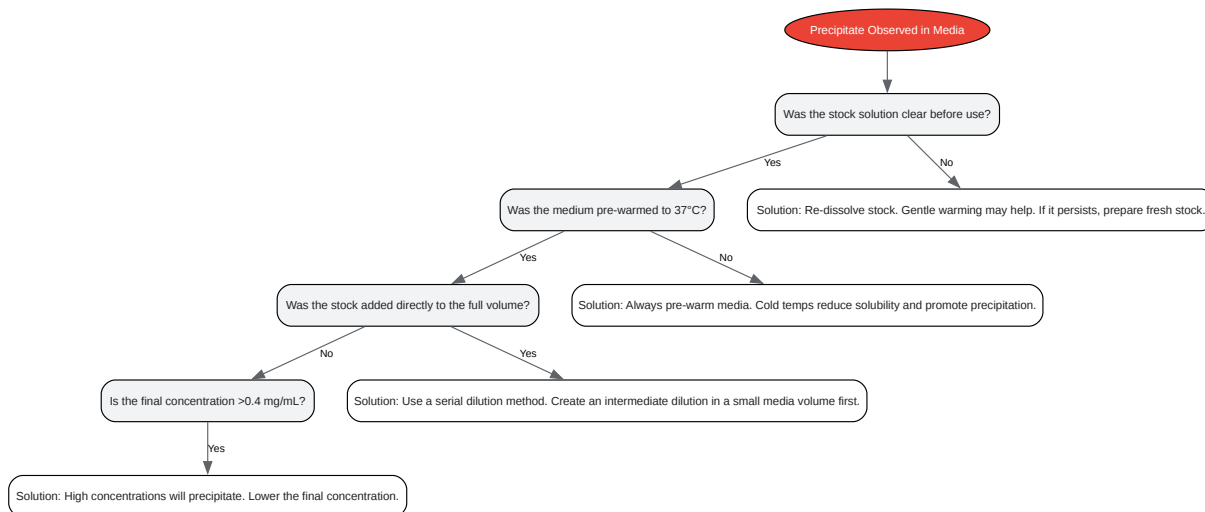 Precipitate Observed in Media
Was the stock solution clear before use?
Yes
No
Was the medium pre-warmed to 37°C?
Solution: Re-dissolve stock. Gentle warming may help. If it persists, prepare fresh stock.
Yes
No
Was the stock added directly to the full volume?
Solution: Always pre-warm media. Cold temps reduce solubility and promote precipitation.
No
Yes
Is the final concentration >0.4 mg/mL?
Solution: Use a serial dilution method. Create an intermediate dilution in a small media volume first.
Yes
Solution: High concentrations will precipitate. Lower the final concentration.